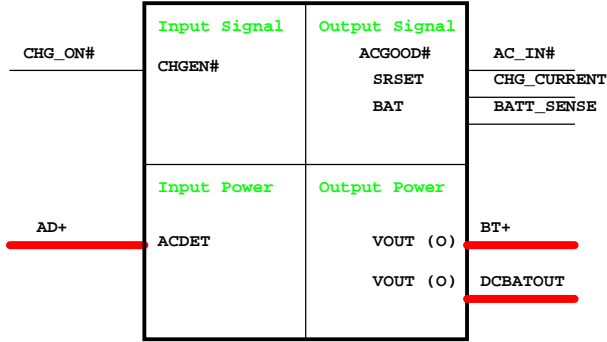 Input Signal Output Signal
CHG_ON# CHGEN# ACGOOD# AC_IN#
SRSET CHG_CURRENT
BAT BATT_SENSE
Input Power Output Power
AD+ ACDET VOUT (O) BT+
VOUT (O) DCBATOUT